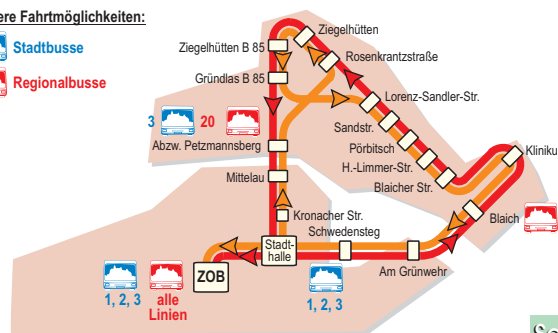 ere Fahrtmöglichkeiten:
Stadtbusse
Regionalbusse
Ziegelhütten
Ziegelhütten B 85
Rosenkrantzstraße
Gründlas B 85
Lorenz-Sandler-Str.
3
20
Sandstr.
Abzw. Petzmannsberg
Pörbitsch
Kliniku
H.-Limmer-Str.
Mittelau
Blaicher Str.
Kronacher Str.
Blaich
Schwedensteg
Stadt-
halle
Am Grünwehr
ZOB
1, 2, 3
alle
Linien
1, 2, 3